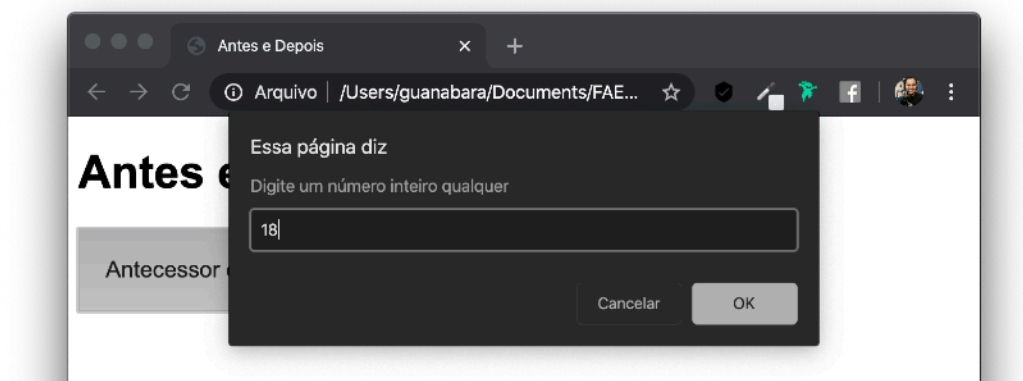 Antes e Depois
Arquivo | /Users/guanabara/Documents/FAE...
Essa página diz
Antes e
Digite um número inteiro qualquer
18
Antecessor
Cancelar
OK